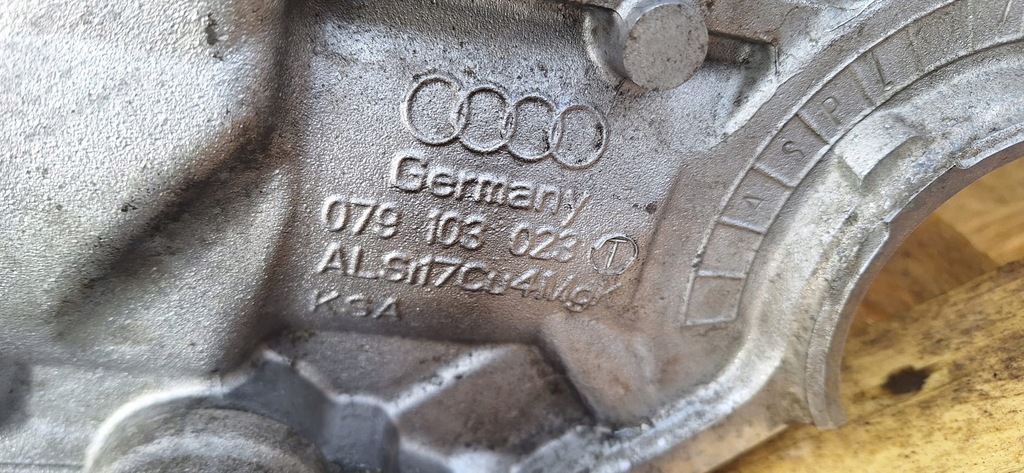 Germany
079 103 023 T
ALSi17Cu4Mg
KSA